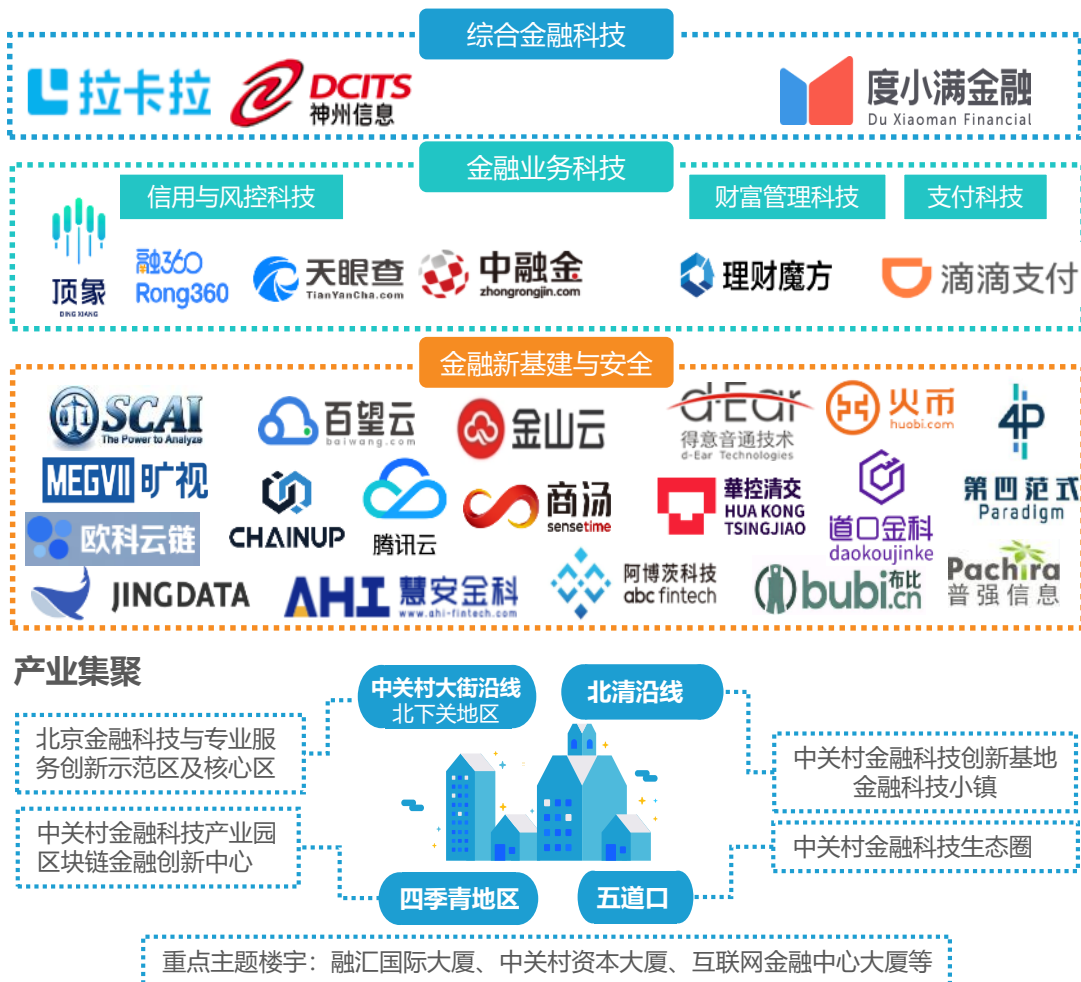 综合金融科技
拉卡拉
DCITS
神州信息
度小满金融
Du Xiaoman Financial
金融业务科技
信用与风控科技
财富管理科技
支付科技
顶象
DING XIANG
融360
Rong360
天眼查
TianYanCha.com
中融金
zhongrongjin.com
理财魔方
滴滴支付
金融新基建与安全
SCAI
The Power to Analyze
百望云
baiwang.com
金山云
d-Ear
得意音通技术
d-Ear Technologies
火币
huobi.com
4P
第四范式
Paradigm
MEGVII 旷视
CHAINUP
腾讯云
商汤
sensetime
華控清交
HUA KONG
TSINGJIAO
道口金科
daokoujinke
欧科云链
JINGDATA
AHI 慧安金科
www.ahi-fintech.com
阿博茨科技
abc fintech
bubi.cn 布比
Pachira
普强信息
产业集聚
中关村大街沿线
北下关地区
北清沿线
北京金融科技与专业服
务创新示范区及核心区
中关村金融科技创新基地
金融科技小镇
中关村金融科技产业园
区块链金融创新中心
中关村金融科技生态圈
四季青地区
五道口
重点主题楼宇：融汇国际大厦、中关村资本大厦、互联网金融中心大厦等